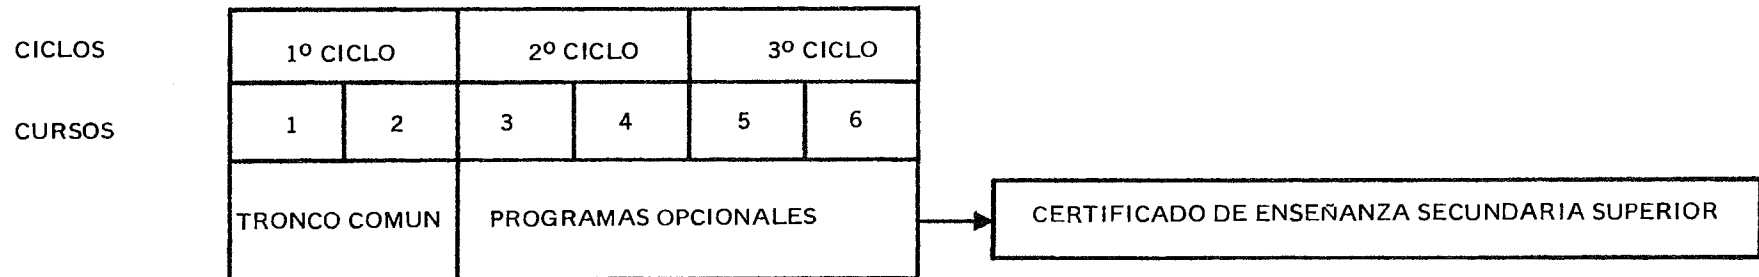 CICLOS 1º CICLO 2º CICLO 3º CICLO
CURSOS 1 2 3 4 5 6
TRONCO COMUN PROGRAMAS OPCIONALES CERTIFICADO DE ENSEÑANZA SECUNDARIA SUPERIOR